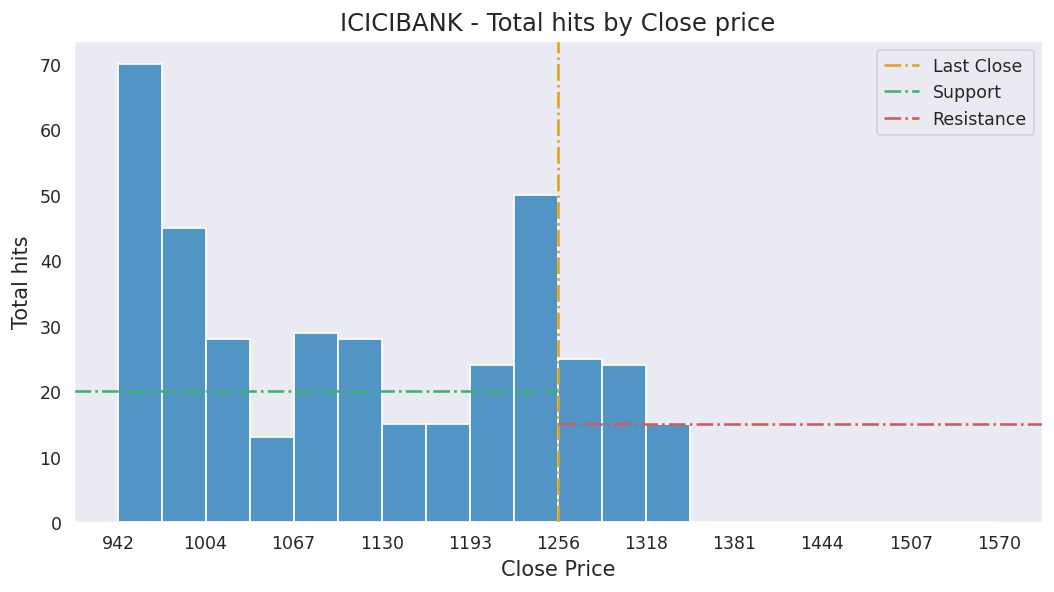 ICICIBANK - Total hits by Close price
Last Close
Support
Resistance
Total hits
70
60
50
40
30
20
10
0
942 1004 1067 1130 1193 1256 1318 1381 1444 1507 1570
Close Price